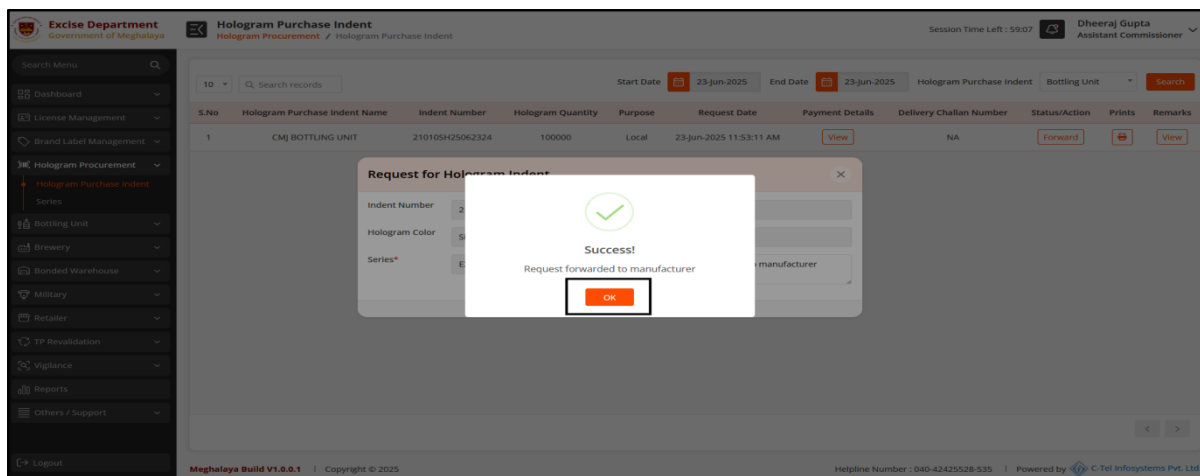 Excise Department
Government of Meghalaya
Hologram Purchase Indent
Hologram Procurement / Hologram Purchase Indent
Session Time Left : 59:07
Dheeraj Gupta
Assistant Commissioner
Search Menu
Dashboard
License Management
Brand Label Management
Hologram Procurement
Hologram Purchase Indent
Series
Bottling Unit
Brewery
Bonded Warehouse
Military
Retailer
TP Revalidation
Vigilance
Reports
Others / Support
Logout
10 Search records Start Date 23-Jun-2025 End Date 23-Jun-2025 Hologram Purchase Indent Bottling Unit Search
S.No Hologram Purchase Indent Name Indent Number Hologram Quantity Purpose Request Date Payment Details Delivery Challan Number Status/Action Prints Remarks
1 CMJ BOTTLING UNIT 21010SH25062324 100000 Local 23-Jun-2025 11:53:11 AM View NA Forward View
Request for Hologram Indent
Indent Number 2
Hologram Color
Series*
manufacturer
Success!
Request forwarded to manufacturer
OK
Meghalaya Build V1.0.0.1 | Copyright © 2025
Helpline Number : 040-42425528-535 | Powered by C-Tel Infosystems Pvt. Ltd